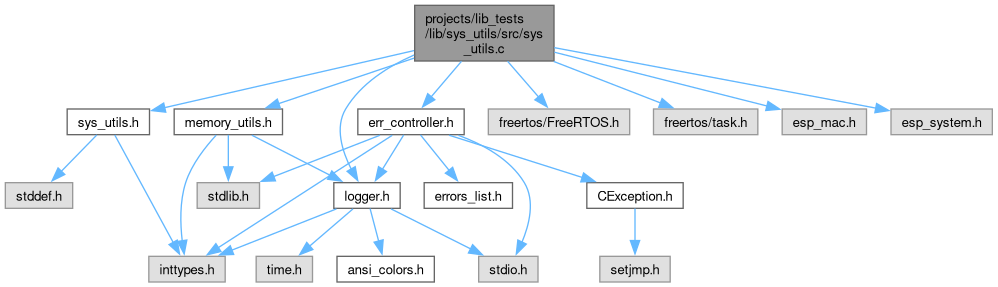 projects/lib_tests
/lib/sys_utils/src/sys
_utils.c
sys_utils.h
memory_utils.h
err_controller.h
freertos/FreeRTOS.h
freertos/task.h
esp_mac.h
esp_system.h
stddef.h
stdlib.h
logger.h
errors_list.h
CException.h
inttypes.h
time.h
ansi_colors.h
stdio.h
setjmp.h